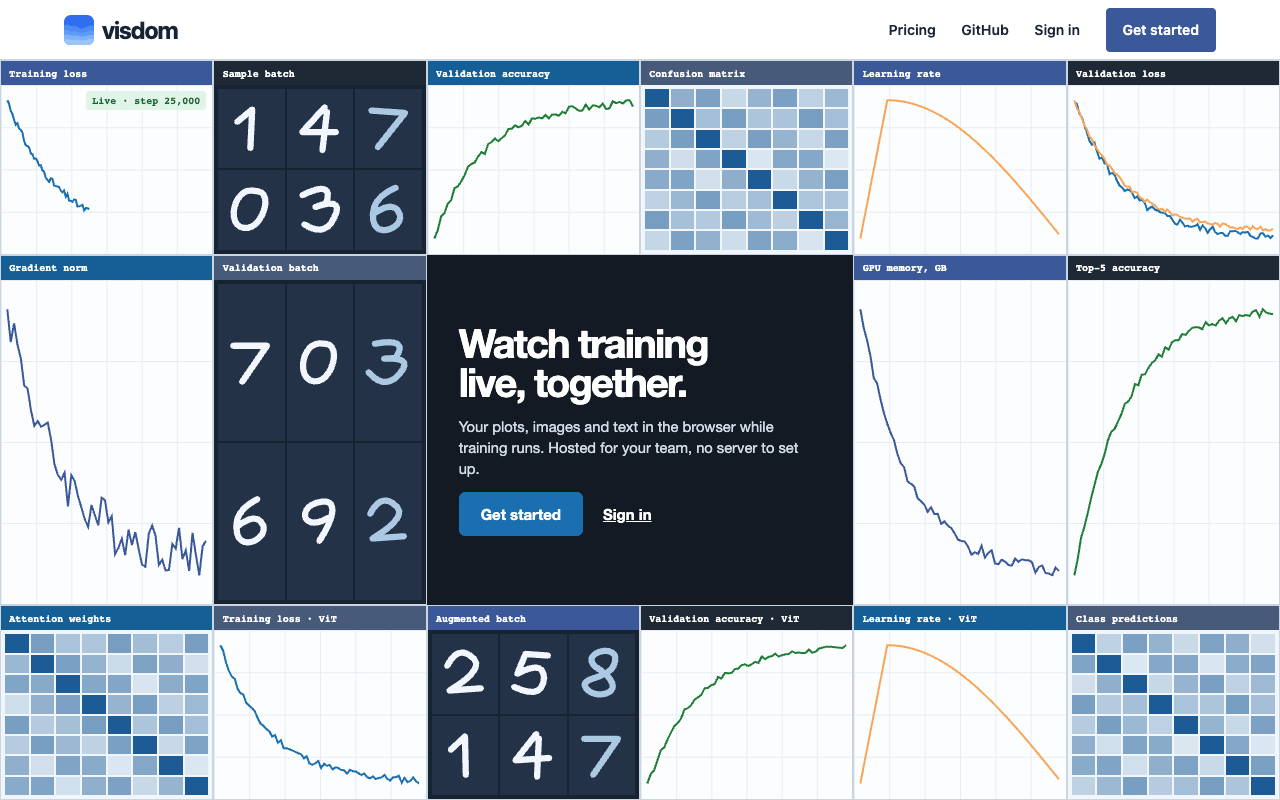 visdom
Pricing GitHub Sign in Get started
Training loss
Live · step 25,000
Sample batch
1 4 7
0 3 6
Validation accuracy
Confusion matrix
Learning rate
Validation loss
Gradient norm
Validation batch
7 0 3
6 9 2
Watch training
live, together.
Your plots, images and text in the browser while
training runs. Hosted for your team, no server to set
up.
Get started Sign in
GPU memory, GB
Top-5 accuracy
Attention weights
Training loss · ViT
Augmented batch
2 5 8
1 4 7
Validation accuracy · ViT
Learning rate · ViT
Class predictions